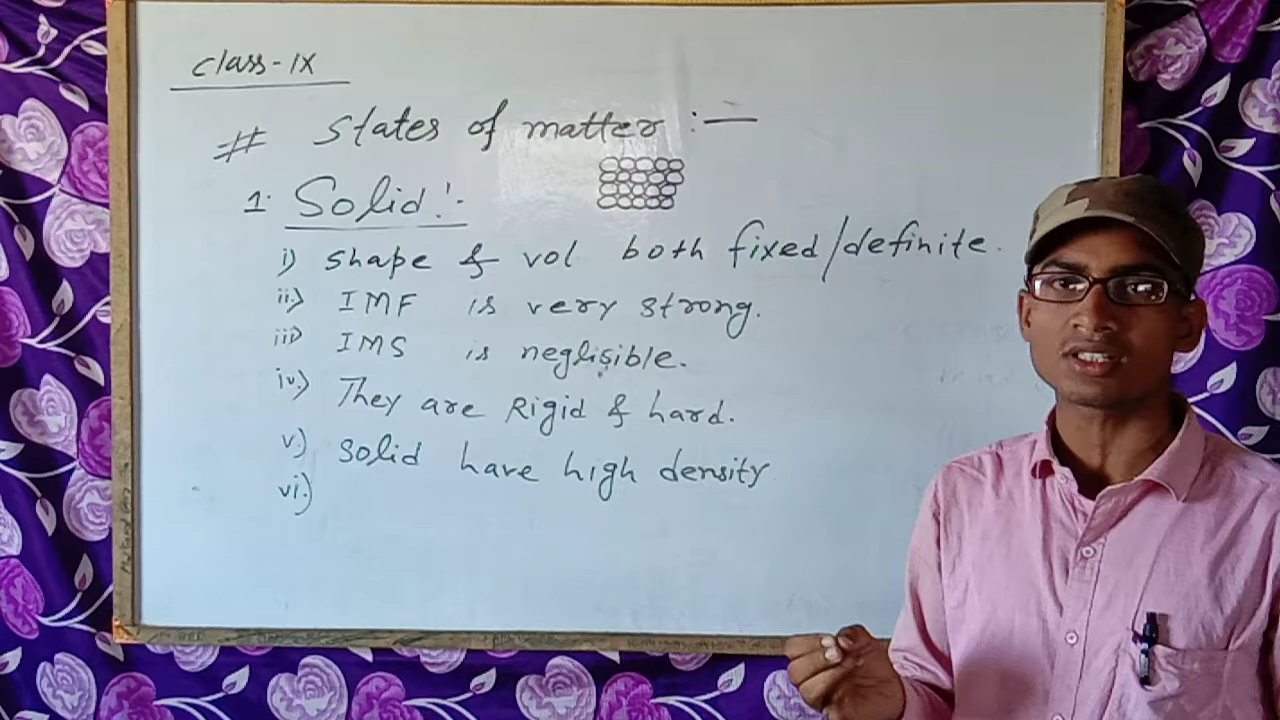 class-IX
# States of matter :-
1. Solid:-
i) shape & vol both fixed/definite.
ii.) IMF is very strong.
iii) IMS is neglisible.
iv.) They are Rigid & hard.
v.) solid have high density
vi.)